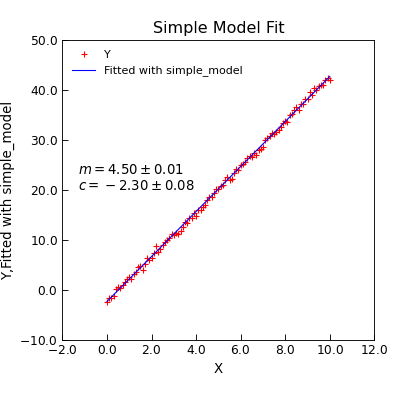 Simple Model Fit
50.0
40.0
30.0
20.0
10.0
0.0
−10.0
Y
Fitted with simple_model
m = 4.50 ± 0.01
c = −2.30 ± 0.08
Y,Fitted with simple_model
−2.0 0.0 2.0 4.0 6.0 8.0 10.0 12.0
X